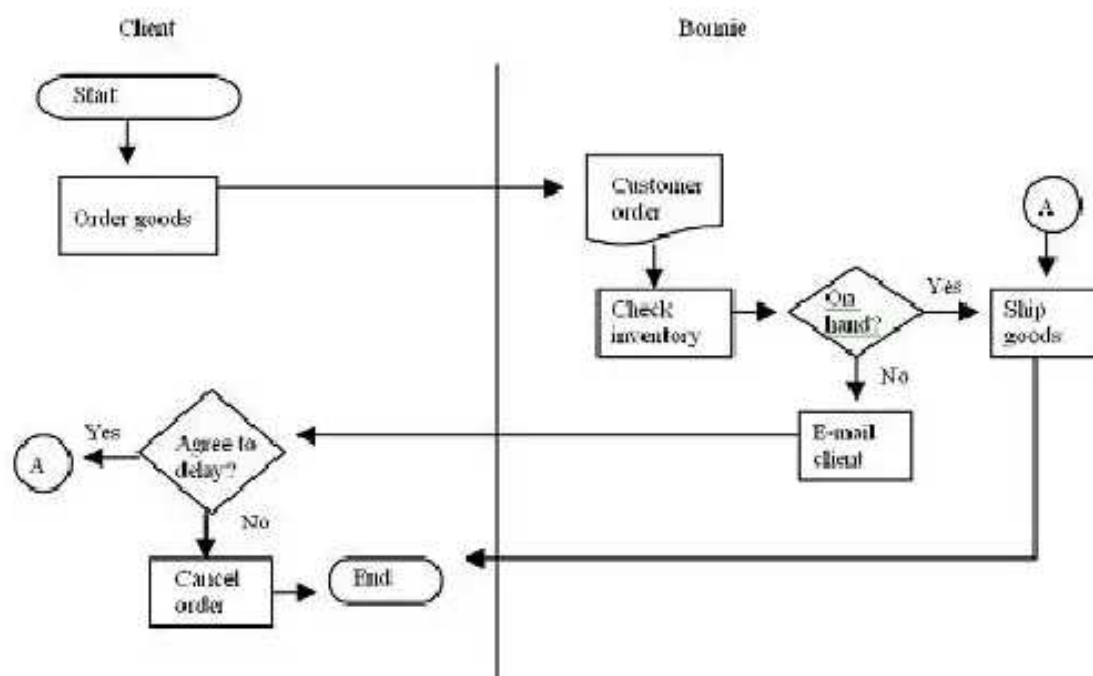 Client
Bonnie
Start
Order goods
Customer
order
A
Check
inventory
On
hand?
Yes
Ship
goods
No
E-mail
client
Agree to
delay?
Yes
A
No
Cancel
order
End